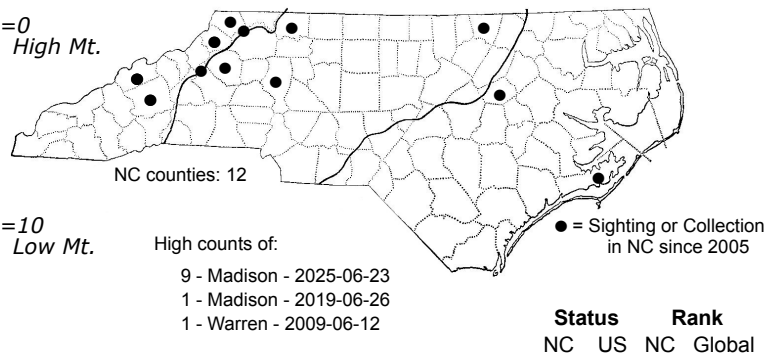 =0
High Mt.
NC counties: 12
=10
Low Mt.
High counts of:
9 - Madison - 2025-06-23
1 - Madison - 2019-06-26
1 - Warren - 2009-06-12
● = Sighting or Collection
in NC since 2005
Status Rank
NC US NC Global